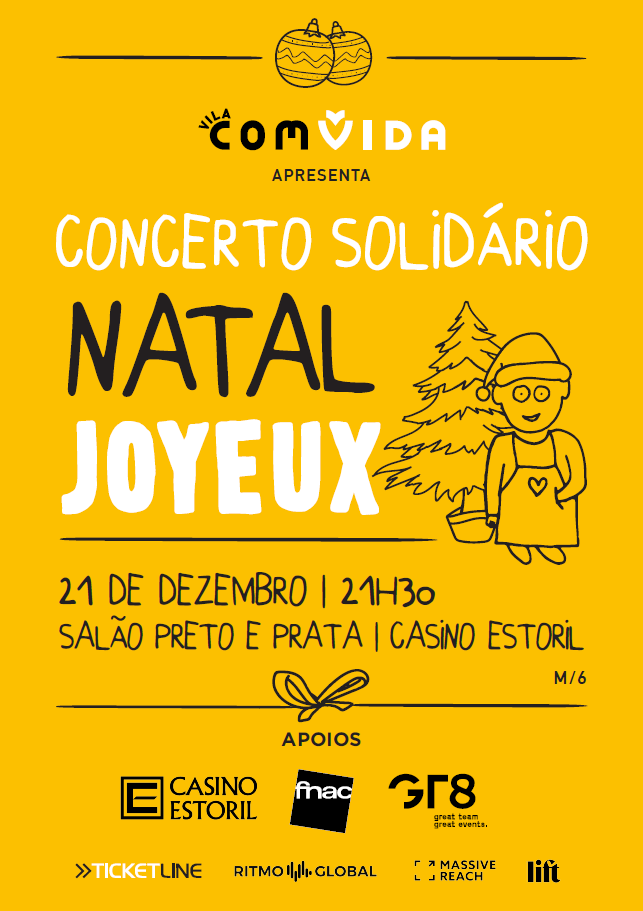 VILA
COMVIDA
APRESENTA
CONCERTO SOLIDÁRIO
NATAL
JOYEUX
21 DE DEZEMBRO | 21H30
SALÃO PRETO E PRATA | CASINO ESTORIL
M/6
APOIOS
E CASINO
ESTORIL
fnac
GR8
great team
great events.
TICKETLINE
RITMO GLOBAL
MASSIVE
REACH
lift